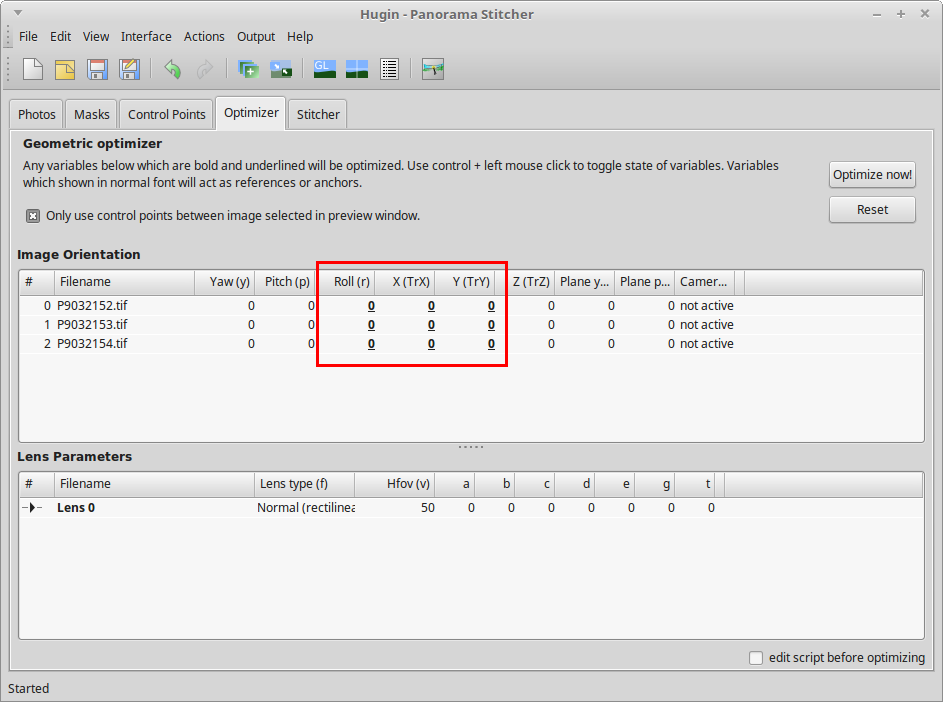 Hugin - Panorama Stitcher
File Edit View Interface Actions Output Help
GL
Photos Masks Control Points Optimizer Stitcher
Geometric optimizer
Any variables below which are bold and underlined will be optimized. Use control + left mouse click to toggle state of variables. Variables
which shown in normal font will act as references or anchors.
Optimize now!
Only use control points between image selected in preview window.
Reset
Image Orientation
# Filename Yaw (y) Pitch (p) Roll (r) X (TrX) Y (TrY) Z (TrZ) Plane y... Plane p... Camer...
0 P9032152.tif 0 0 0 0 0 0 0 0 not active
1 P9032153.tif 0 0 0 0 0 0 0 0 not active
2 P9032154.tif 0 0 0 0 0 0 0 0 not active
Lens Parameters
# Filename Lens type (f) Hfov (v) a b c d e g t
Lens 0 Normal (rectilinea 50 0 0 0 0 0 0 0
edit script before optimizing
Started